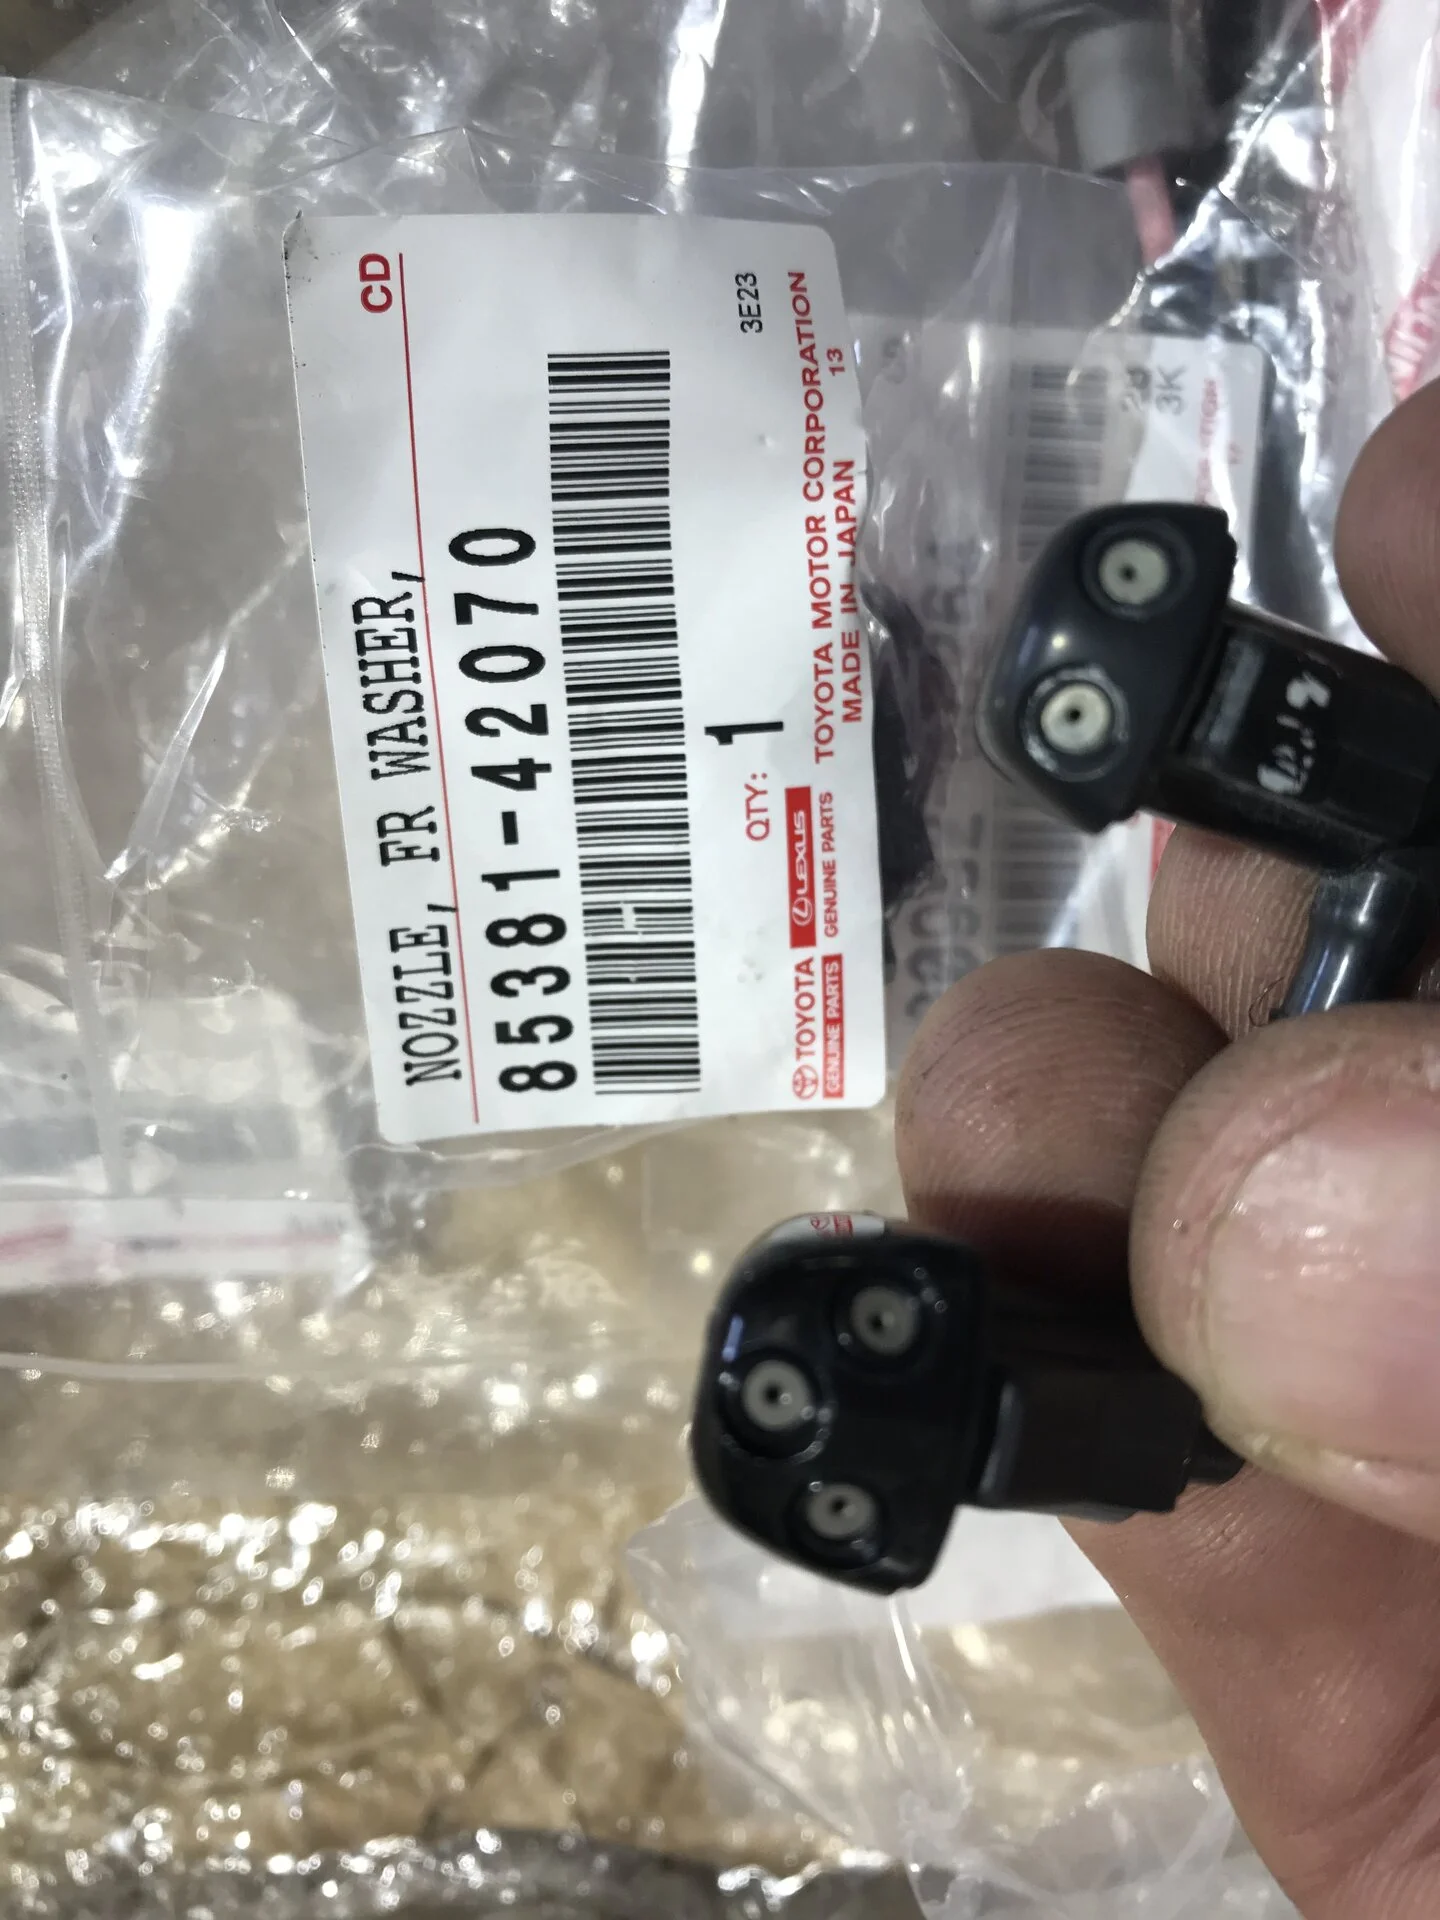 CD
NOZZLE, FR WASHER,
85381-42070
QTY: 1
3E23
TOYOTA
GENUINE PARTS
LEXUS
GENUINE PARTS
TOYOTA MOTOR CORPORATION
MADE IN JAPAN
13
3K